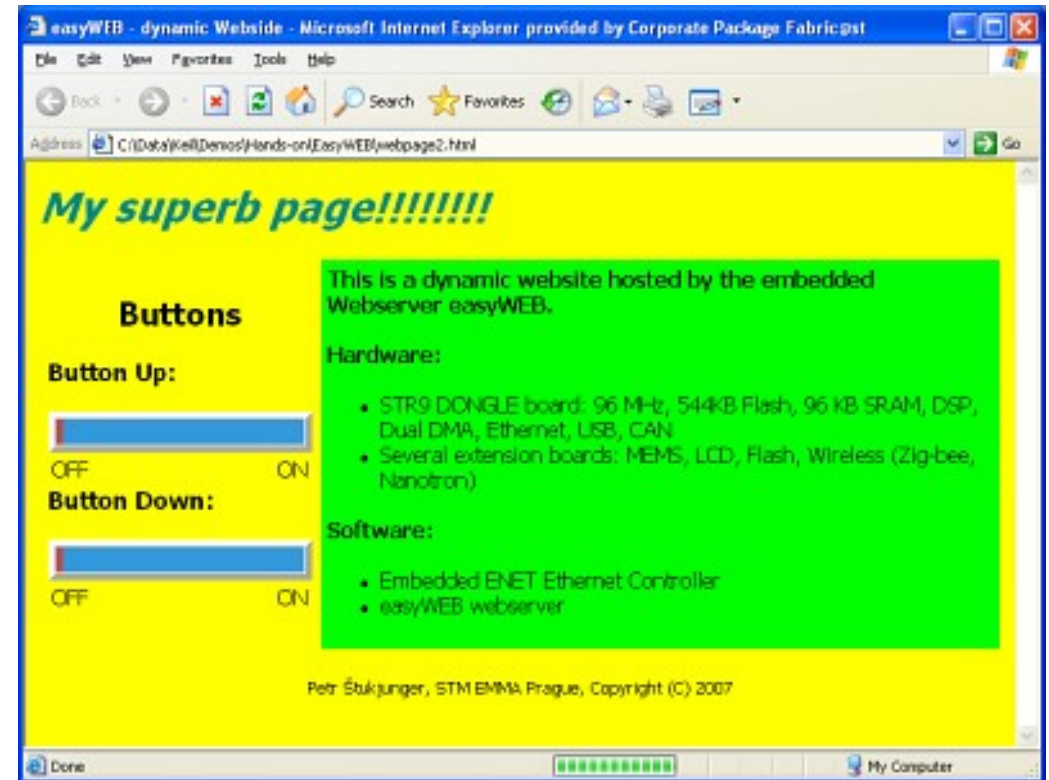 easyWEB - dynamic Webside - Microsoft Internet Explorer provided by Corporate Package Fabric@st
File Edit View Favorites Tools Help
Back Search Favorites
Address C:\Data\Keil\Demos\Hands-on\EasyWEB\webpage2.html Go
My superb page!!!!!!!!
Buttons
Button Up:
OFF ON
Button Down:
OFF ON
This is a dynamic website hosted by the embedded
Webserver easyWEB.
Hardware:
• STR9 DONGLE board: 96 MHz, 544KB Flash, 96 KB SRAM, DSP,
Dual DMA, Ethernet, USB, CAN
• Several extension boards: MEMS, LCD, Flash, Wireless (Zig-bee,
Nanotron)
Software:
• Embedded ENET Ethernet Controller
• easyWEB webserver
Petr Štukjunger, STM EMMA Prague, Copyright (C) 2007
Done My Computer